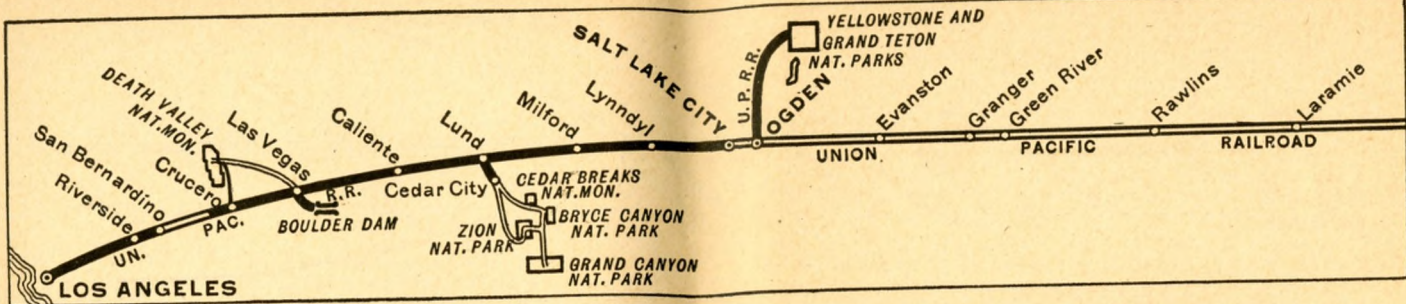 YELLOWSTONE AND
GRAND TETON
NAT. PARKS
SALT LAKE CITY
U.P.R.R.
OGDEN
Evanston
Granger
Green River
Rawlins
Laramie
DEATH VALLEY
NAT.MON.
Las Vegas
Caliente
Lund
Milford
Lynndyl
San Bernardino
Riverside
Crucero
UN.
PAC.
R.R.
BOULDER DAM
Cedar City
CEDAR BREAKS
NAT.MON.
BRYCE CANYON
NAT. PARK
ZION
NAT. PARK
GRAND CANYON
NAT. PARK
UNION
PACIFIC
RAILROAD
LOS ANGELES